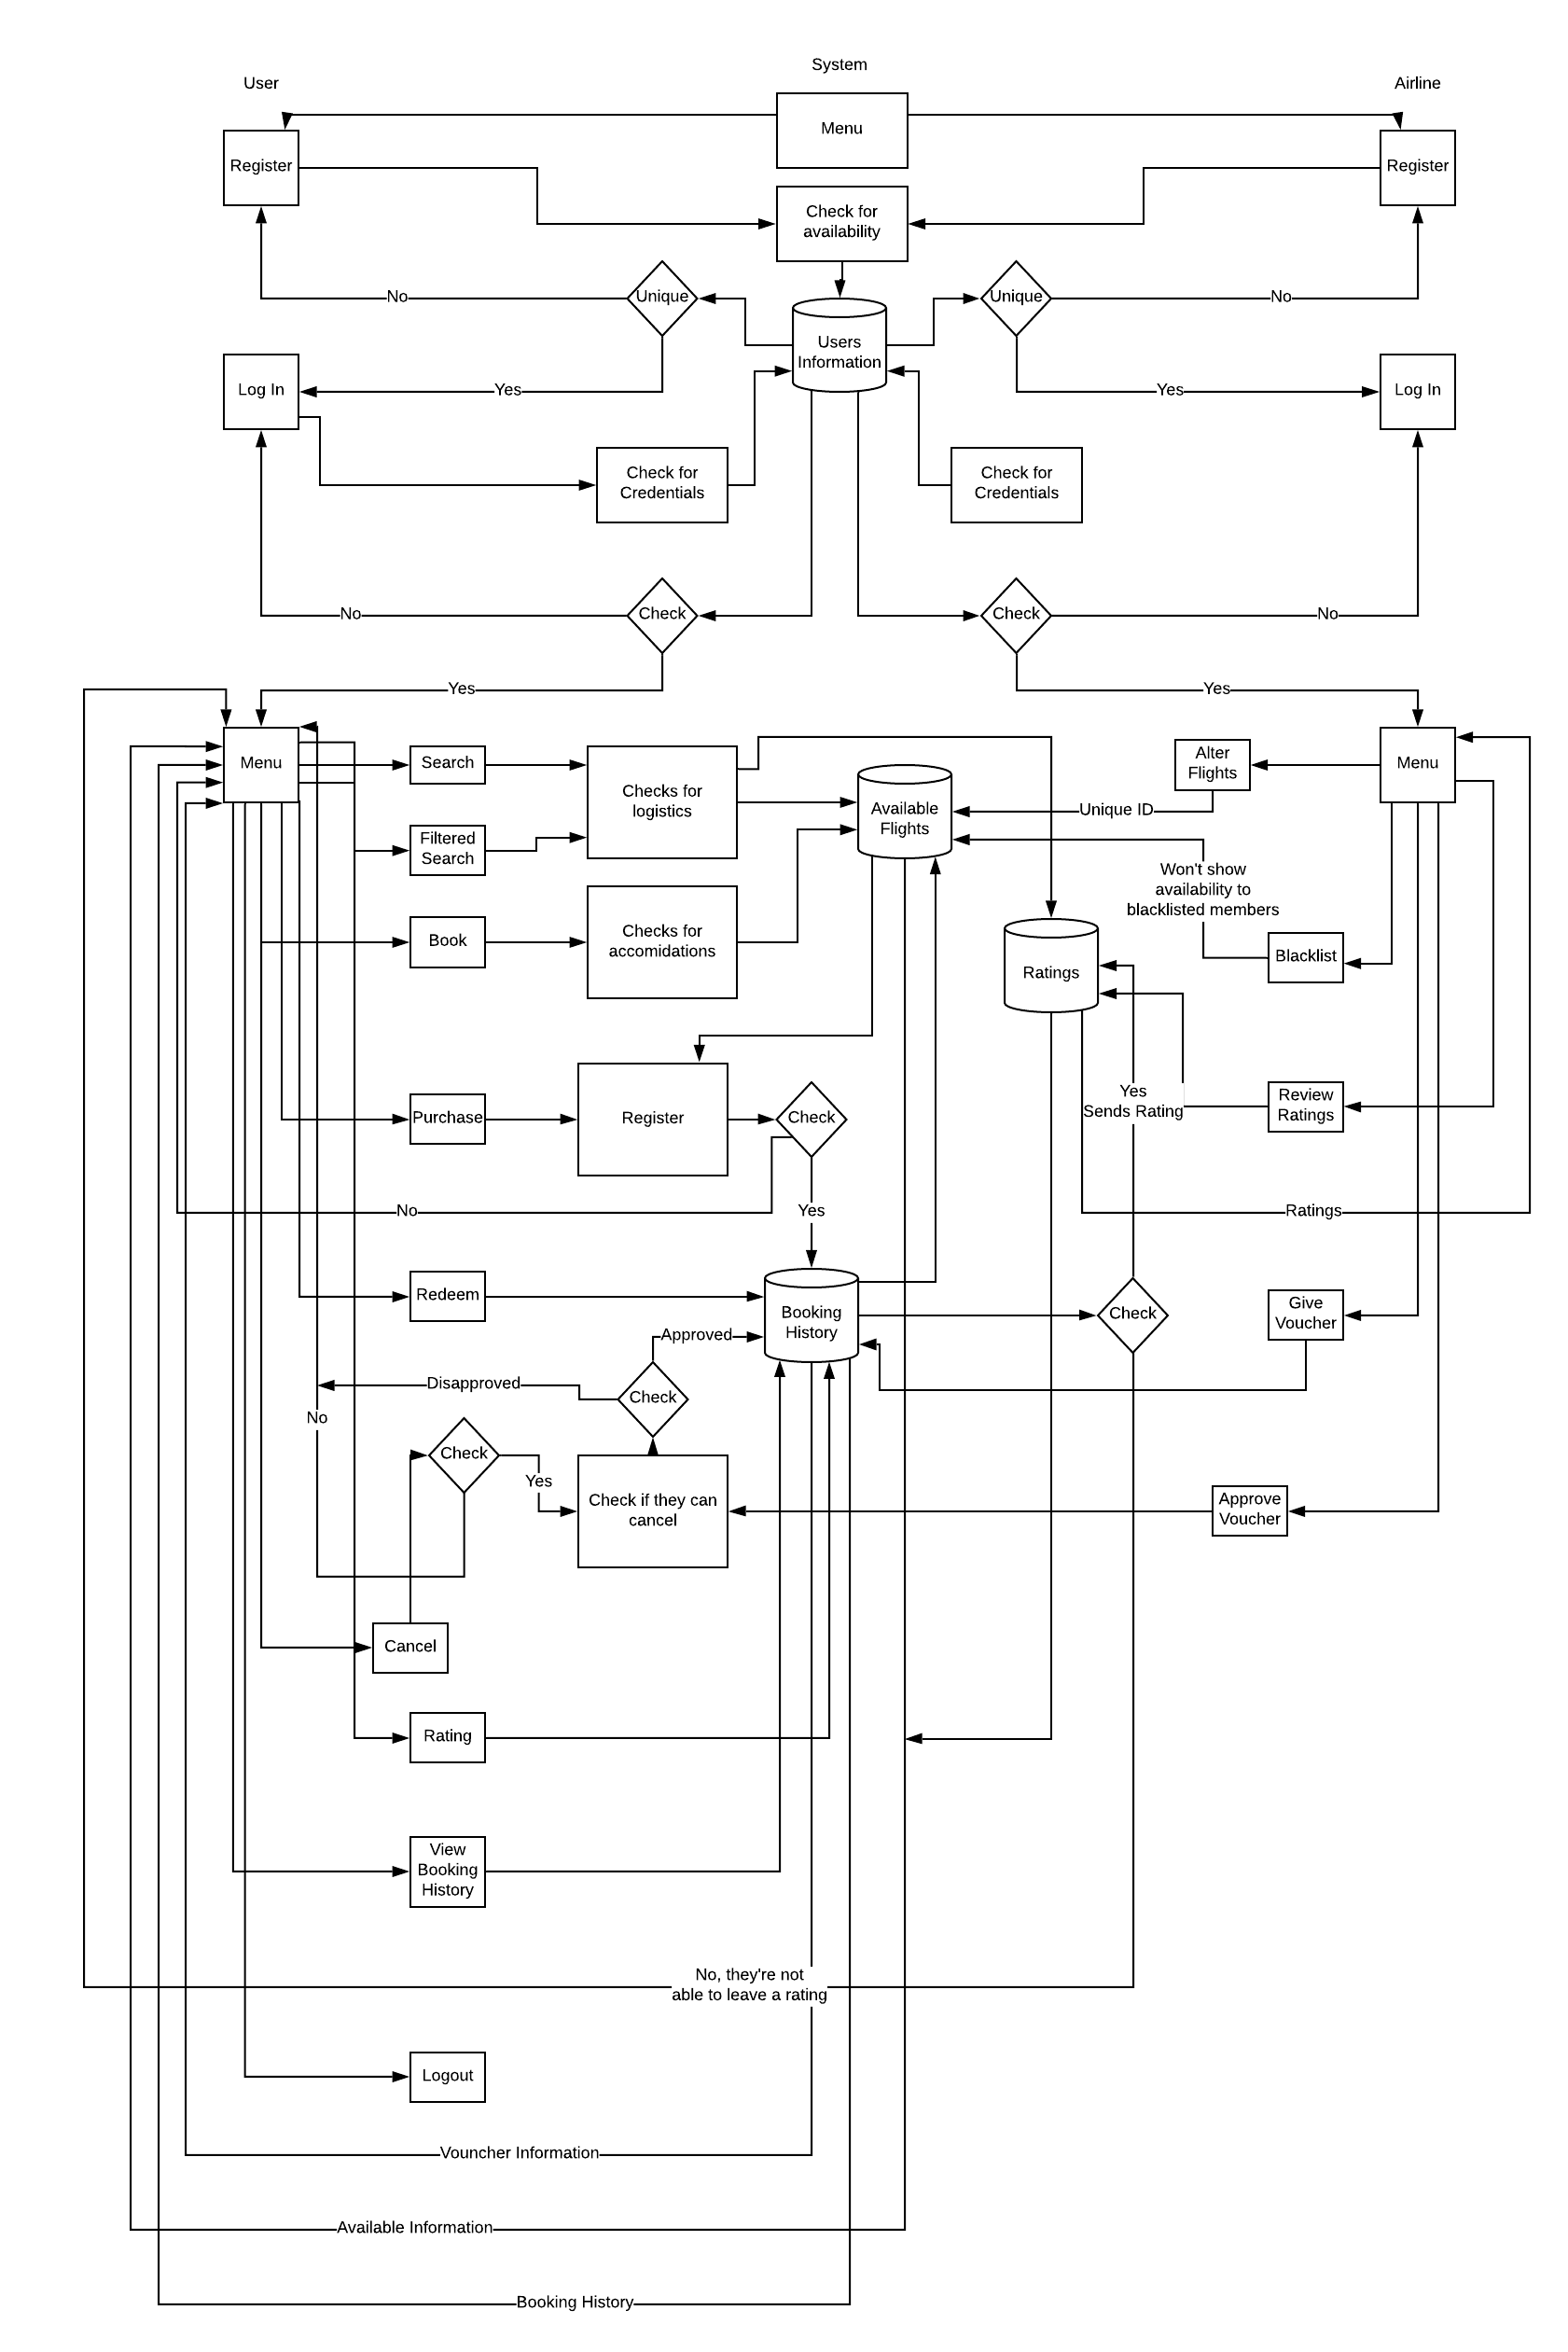 System
User
Airline
Menu
Register
Register
Check for
availability
Unique
Unique
No
No
Users
Information
Log In
Yes
Yes
Log In
Check for
Credentials
Check for
Credentials
No
Check
Check
No
Yes
Yes
Menu
Search
Alter
Flights
Menu
Checks for
logistics
Available
Flights
Unique ID
Filtered
Search
Won't show
availability to
blacklisted members
Book
Checks for
accomidations
Blacklist
Ratings
Purchase
Register
Check
Yes
Sends Rating
Review
Ratings
No
Yes
Ratings
Redeem
Booking
History
Check
Give
Voucher
Approved
Disapproved
Check
No
Check
Yes
Check if they can
cancel
Approve
Voucher
Cancel
Rating
View
Booking
History
No, they're not
able to leave a rating
Logout
Vouncher Information
Available Information
Booking History